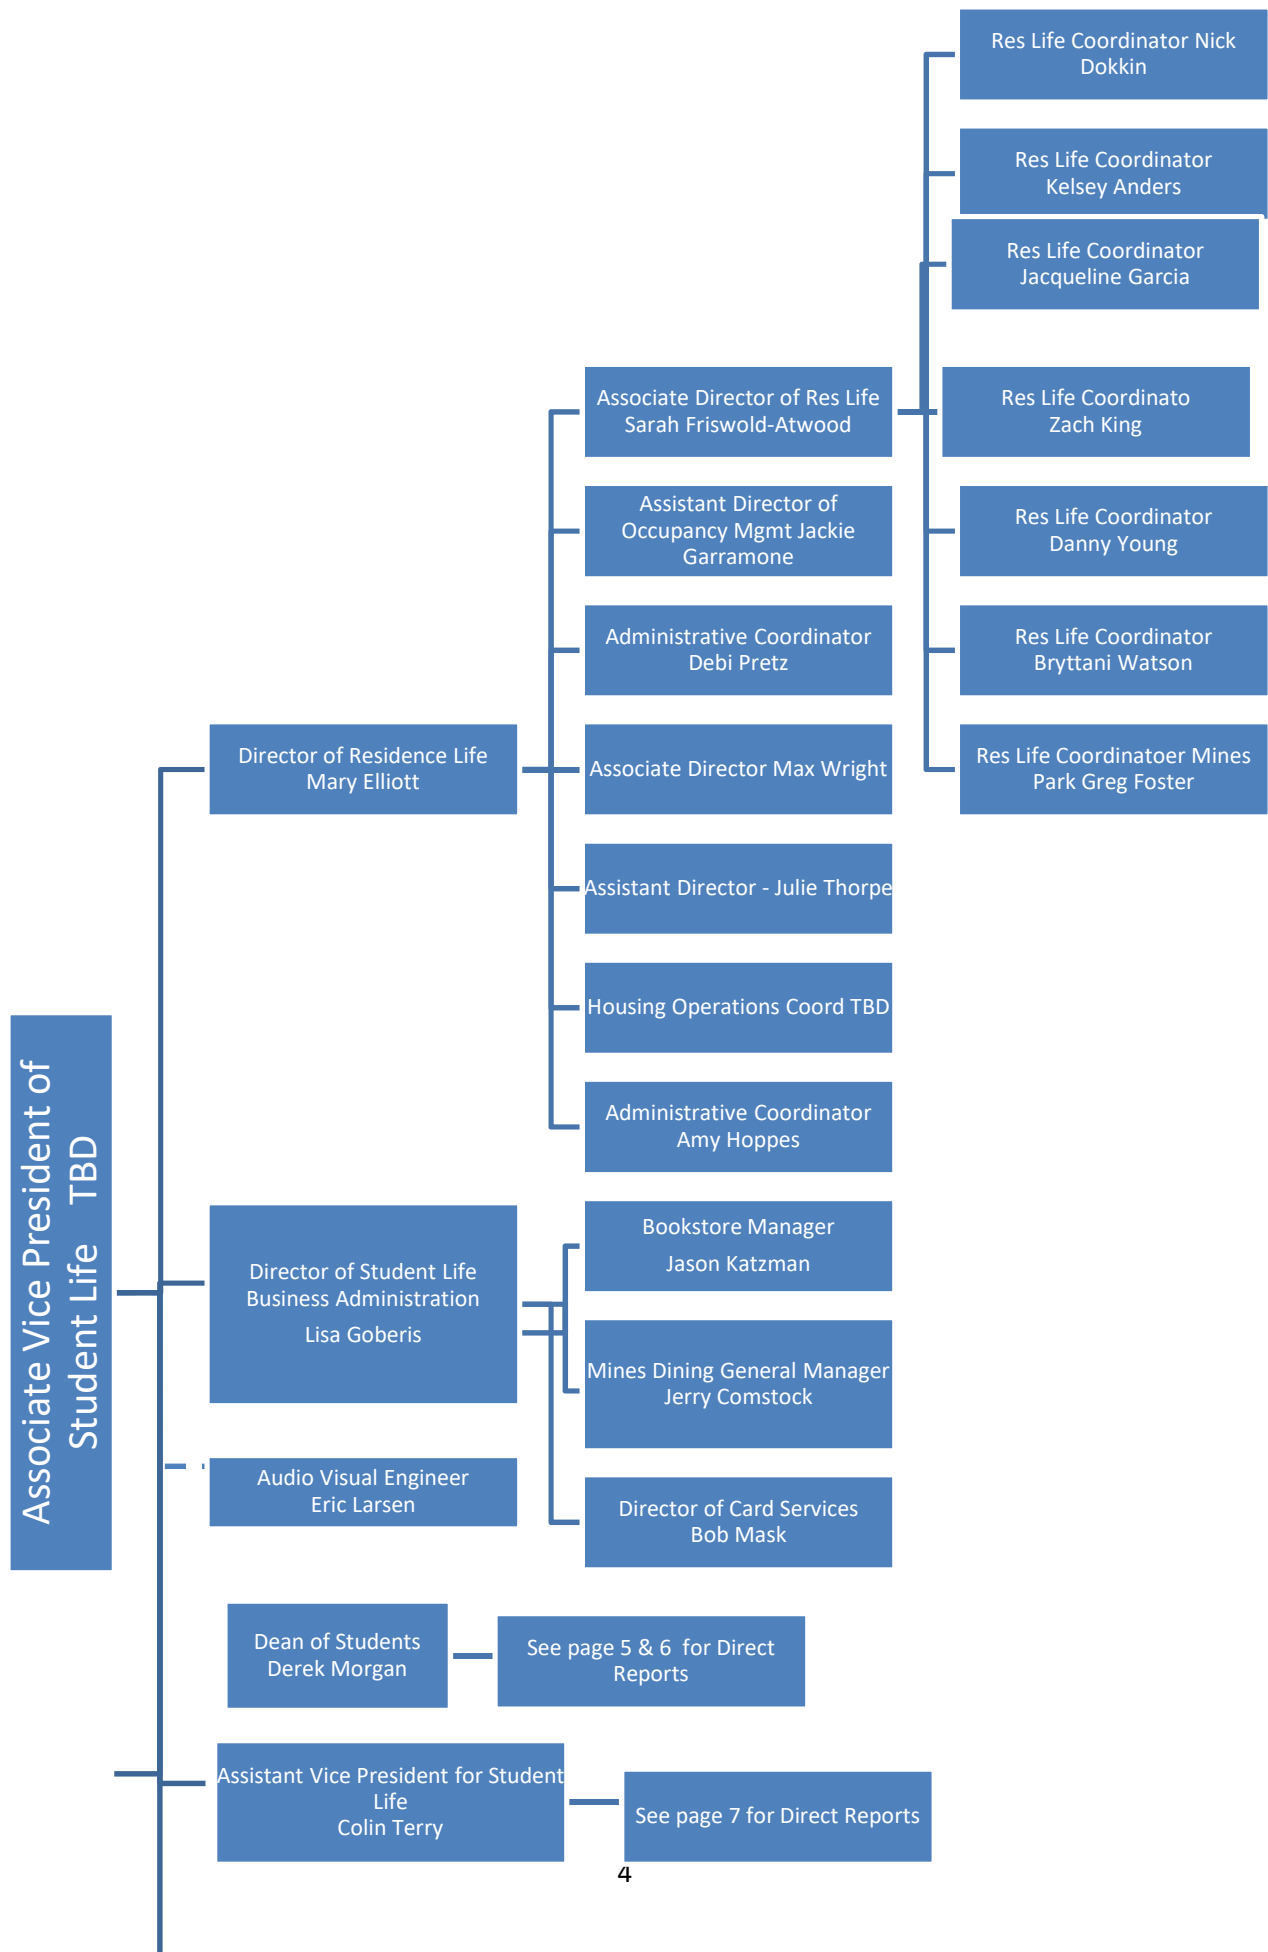 Res Life Coordinator Nick
Dokkin
Res Life Coordinator
Kelsey Anders
Res Life Coordinator
Jacqueline Garcia
Associate Director of Res Life
Sarah Friswold-Atwood
Res Life Coordinato
Zach King
Assistant Director of
Occupancy Mgmt Jackie
Garramone
Res Life Coordinator
Danny Young
Administrative Coordinator
Debi Pretz
Res Life Coordinator
Bryttani Watson
Director of Residence Life
Mary Elliott
Associate Director Max Wright
Res Life Coordinatoer Mines
Park Greg Foster
Assistant Director - Julie Thorpe
Housing Operations Coord TBD
Administrative Coordinator
Amy Hoppes
Associate Vice President of
Student Life TBD
Director of Student Life
Business Administration
Lisa Goberis
Bookstore Manager
Jason Katzman
Mines Dining General Manager
Jerry Comstock
Audio Visual Engineer
Eric Larsen
Director of Card Services
Bob Mask
Dean of Students
Derek Morgan
See page 5 & 6 for Direct
Reports
Assistant Vice President for Student
Life
Colin Terry
See page 7 for Direct Reports
4